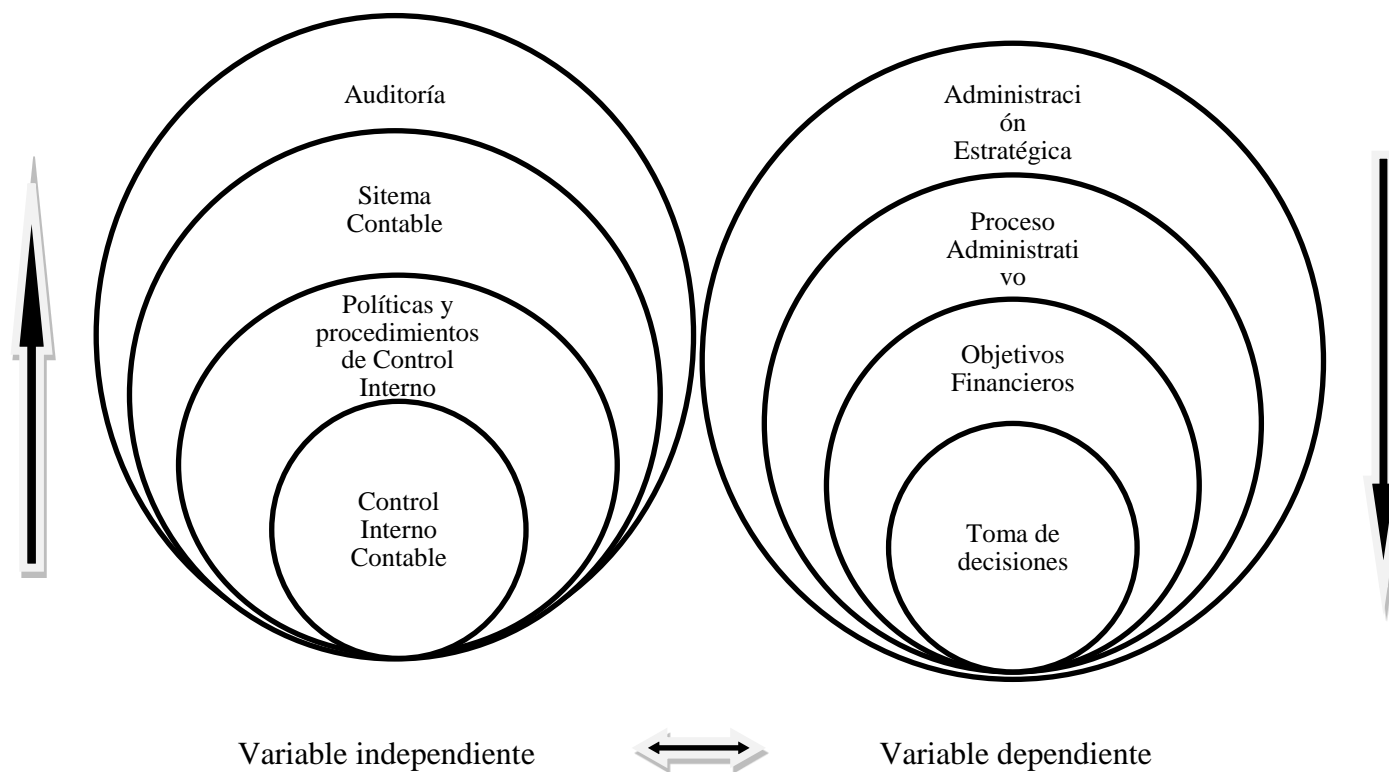 Auditoría
Sitema
Contable
Políticas y
procedimientos
de Control
Interno
Control
Interno
Contable
Administraci
ón
Estratégica
Proceso
Administrati
vo
Objetivos
Financieros
Toma de
decisiones
Variable independiente
Variable dependiente